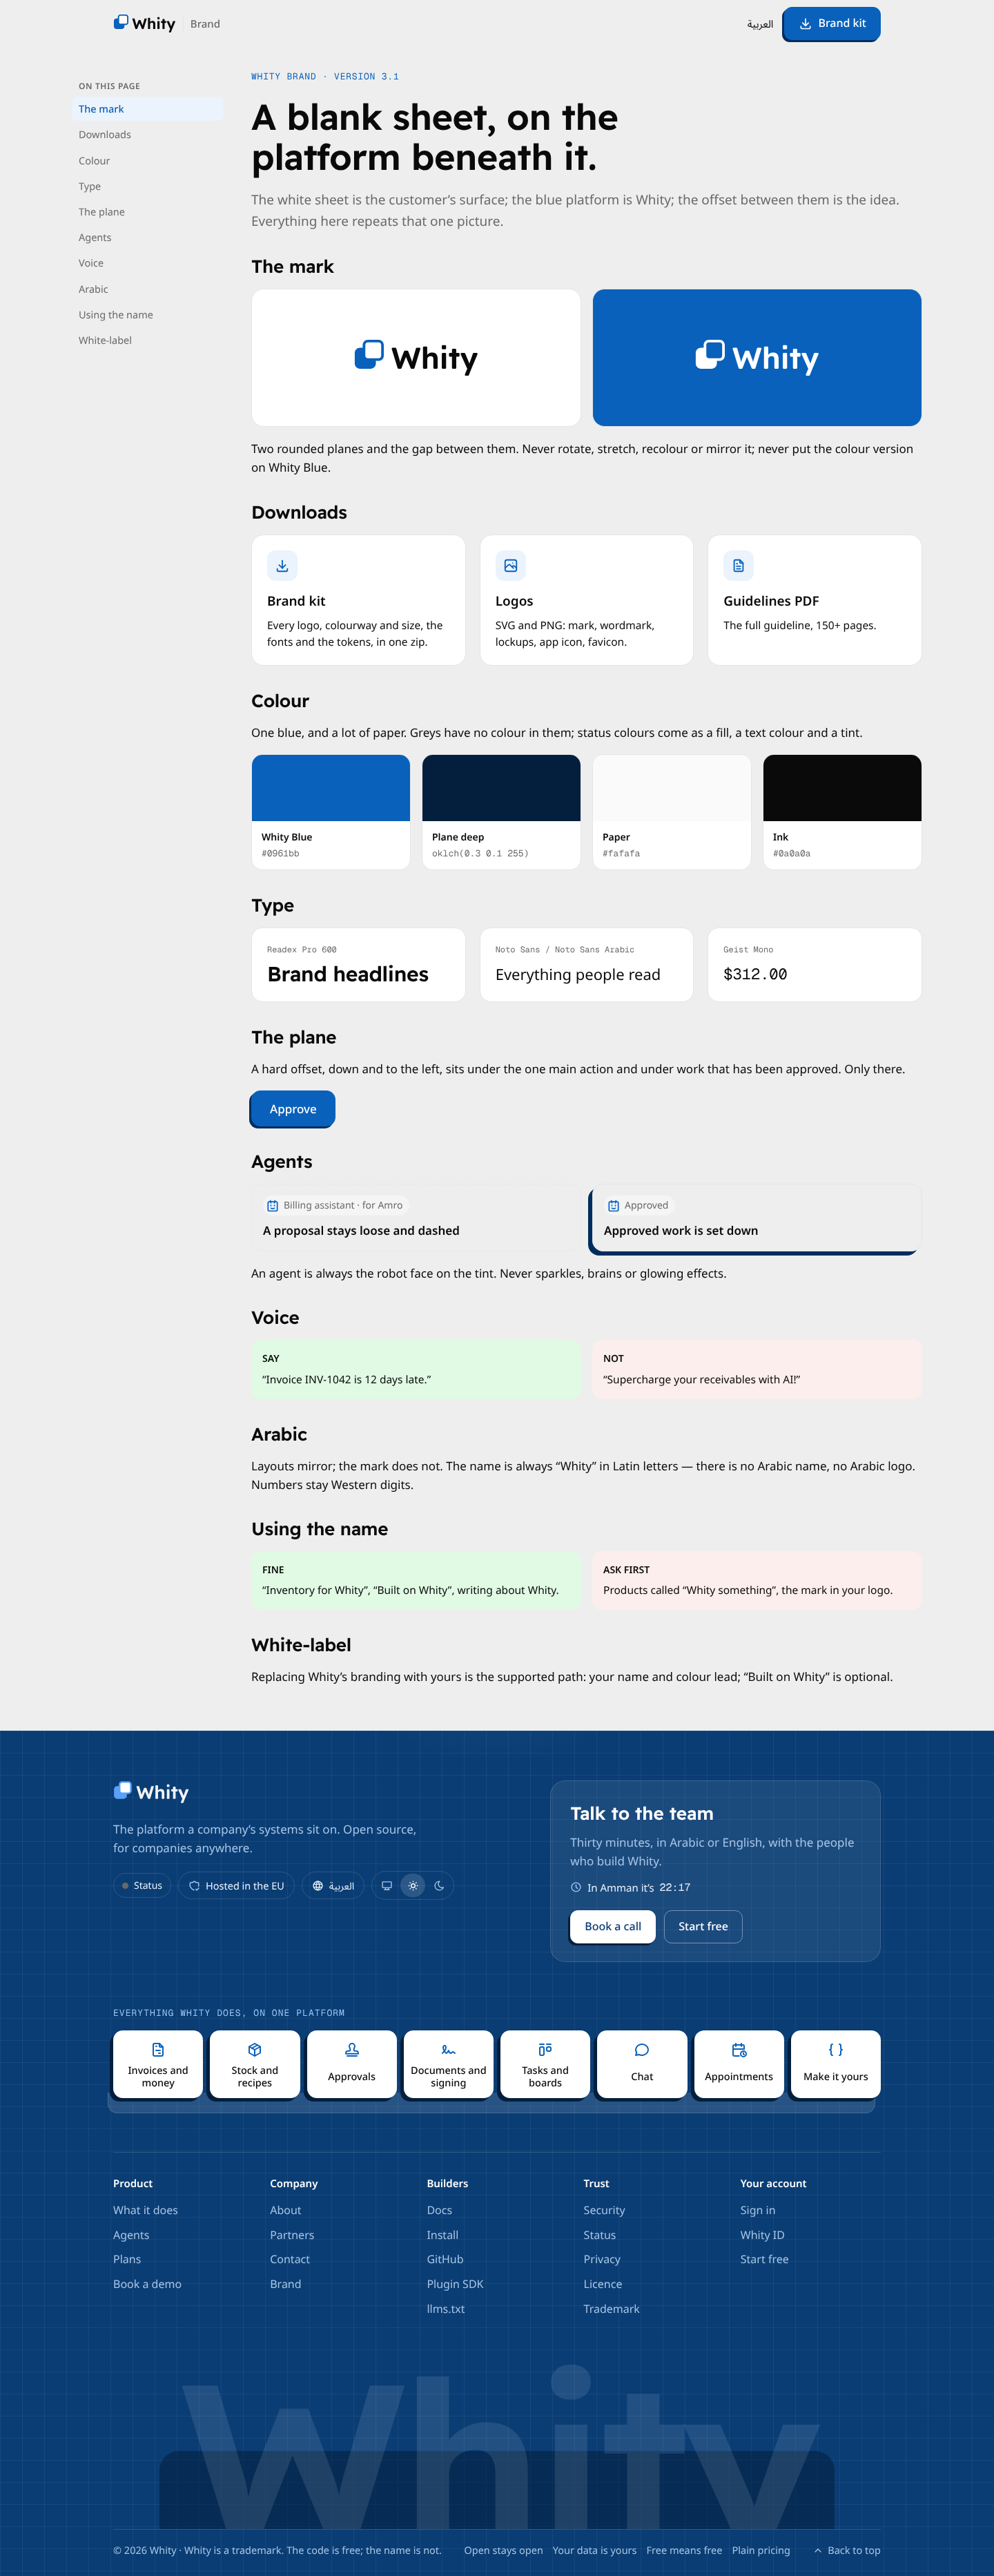 Whity
Brand
العربية
Brand kit
ON THIS PAGE
The mark
Downloads
Colour
Type
The plane
Agents
Voice
Arabic
Using the name
White-label
WHITY BRAND · VERSION 3.1
A blank sheet, on the
platform beneath it.
The white sheet is the customer’s surface; the blue platform is Whity; the offset between them is the idea.
Everything here repeats that one picture.
The mark
Whity
Whity
Two rounded planes and the gap between them. Never rotate, stretch, recolour or mirror it; never put the colour version
on Whity Blue.
Downloads
Brand kit
Every logo, colourway and size, the
fonts and the tokens, in one zip.
Logos
SVG and PNG: mark, wordmark,
lockups, app icon, favicon.
Guidelines PDF
The full guideline, 150+ pages.
Colour
One blue, and a lot of paper. Greys have no colour in them; status colours come as a fill, a text colour and a tint.
Whity Blue
#0961bb
Plane deep
oklch(0.3 0.1 255)
Paper
#fafafa
Ink
#0a0a0a
Type
Readex Pro 600
Brand headlines
Noto Sans / Noto Sans Arabic
Everything people read
Geist Mono
$312.00
The plane
A hard offset, down and to the left, sits under the one main action and under work that has been approved. Only there.
Approve
Agents
Billing assistant · for Amro
A proposal stays loose and dashed
Approved
Approved work is set down
An agent is always the robot face on the tint. Never sparkles, brains or glowing effects.
Voice
SAY
“Invoice INV-1042 is 12 days late.”
NOT
“Supercharge your receivables with AI!”
Arabic
Layouts mirror; the mark does not. The name is always “Whity” in Latin letters — there is no Arabic name, no Arabic logo.
Numbers stay Western digits.
Using the name
FINE
“Inventory for Whity”, “Built on Whity”, writing about Whity.
ASK FIRST
Products called “Whity something”, the mark in your logo.
White-label
Replacing Whity’s branding with yours is the supported path: your name and colour lead; “Built on Whity” is optional.
Whity
The platform a company’s systems sit on. Open source,
for companies anywhere.
Status
Hosted in the EU
العربية
Talk to the team
Thirty minutes, in Arabic or English, with the people
who build Whity.
In Amman it’s 22:17
Book a call
Start free
EVERYTHING WHITY DOES, ON ONE PLATFORM
Invoices and
money
Stock and
recipes
Approvals
Documents and
signing
Tasks and
boards
Chat
Appointments
Make it yours
Product
What it does
Agents
Plans
Book a demo
Company
About
Partners
Contact
Brand
Builders
Docs
Install
GitHub
Plugin SDK
llms.txt
Trust
Security
Status
Privacy
Licence
Trademark
Your account
Sign in
Whity ID
Start free
Whity
© 2026 Whity · Whity is a trademark. The code is free; the name is not.
Open stays open
Your data is yours
Free means free
Plain pricing
Back to top